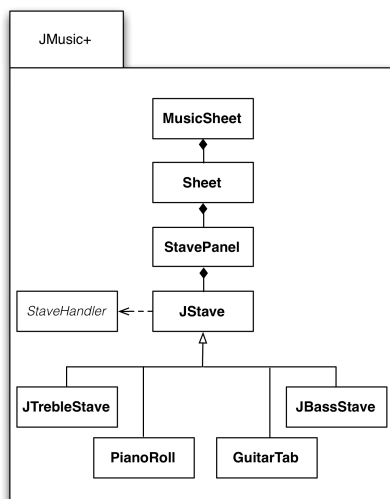 JMusic+
MusicSheet
Sheet
StavePanel
StaveHandler
JStave
JTrebleStave
JBassStave
PianoRoll
GuitarTab